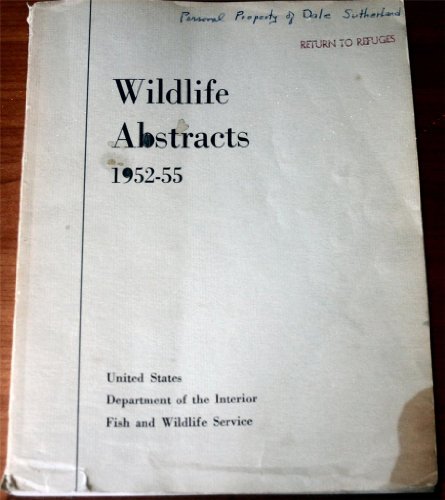 Personal Property of Dale Sutherland
RETURN TO REFUGES
Wildlife
Abstracts
1952-55
United States
Department of the Interior
Fish and Wildlife Service